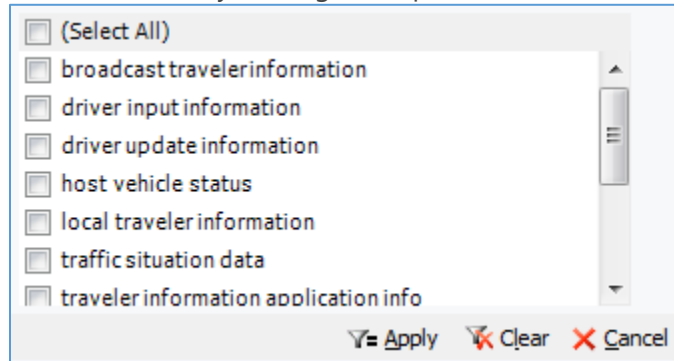 (Select All)
broadcast traveler information
driver input information
driver update information
host vehicle status
local traveler information
traffic situation data
traveler information application info
Apply Clear Cancel